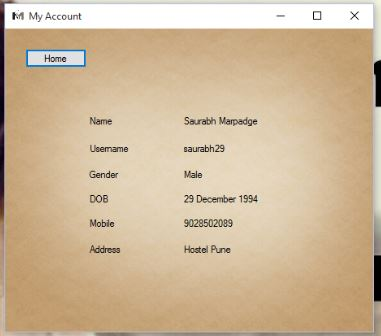 My Account
Home
Name Saurabh Marpadge
Username saurabh29
Gender Male
DOB 29 December 1994
Mobile 9028502089
Address Hostel Pune